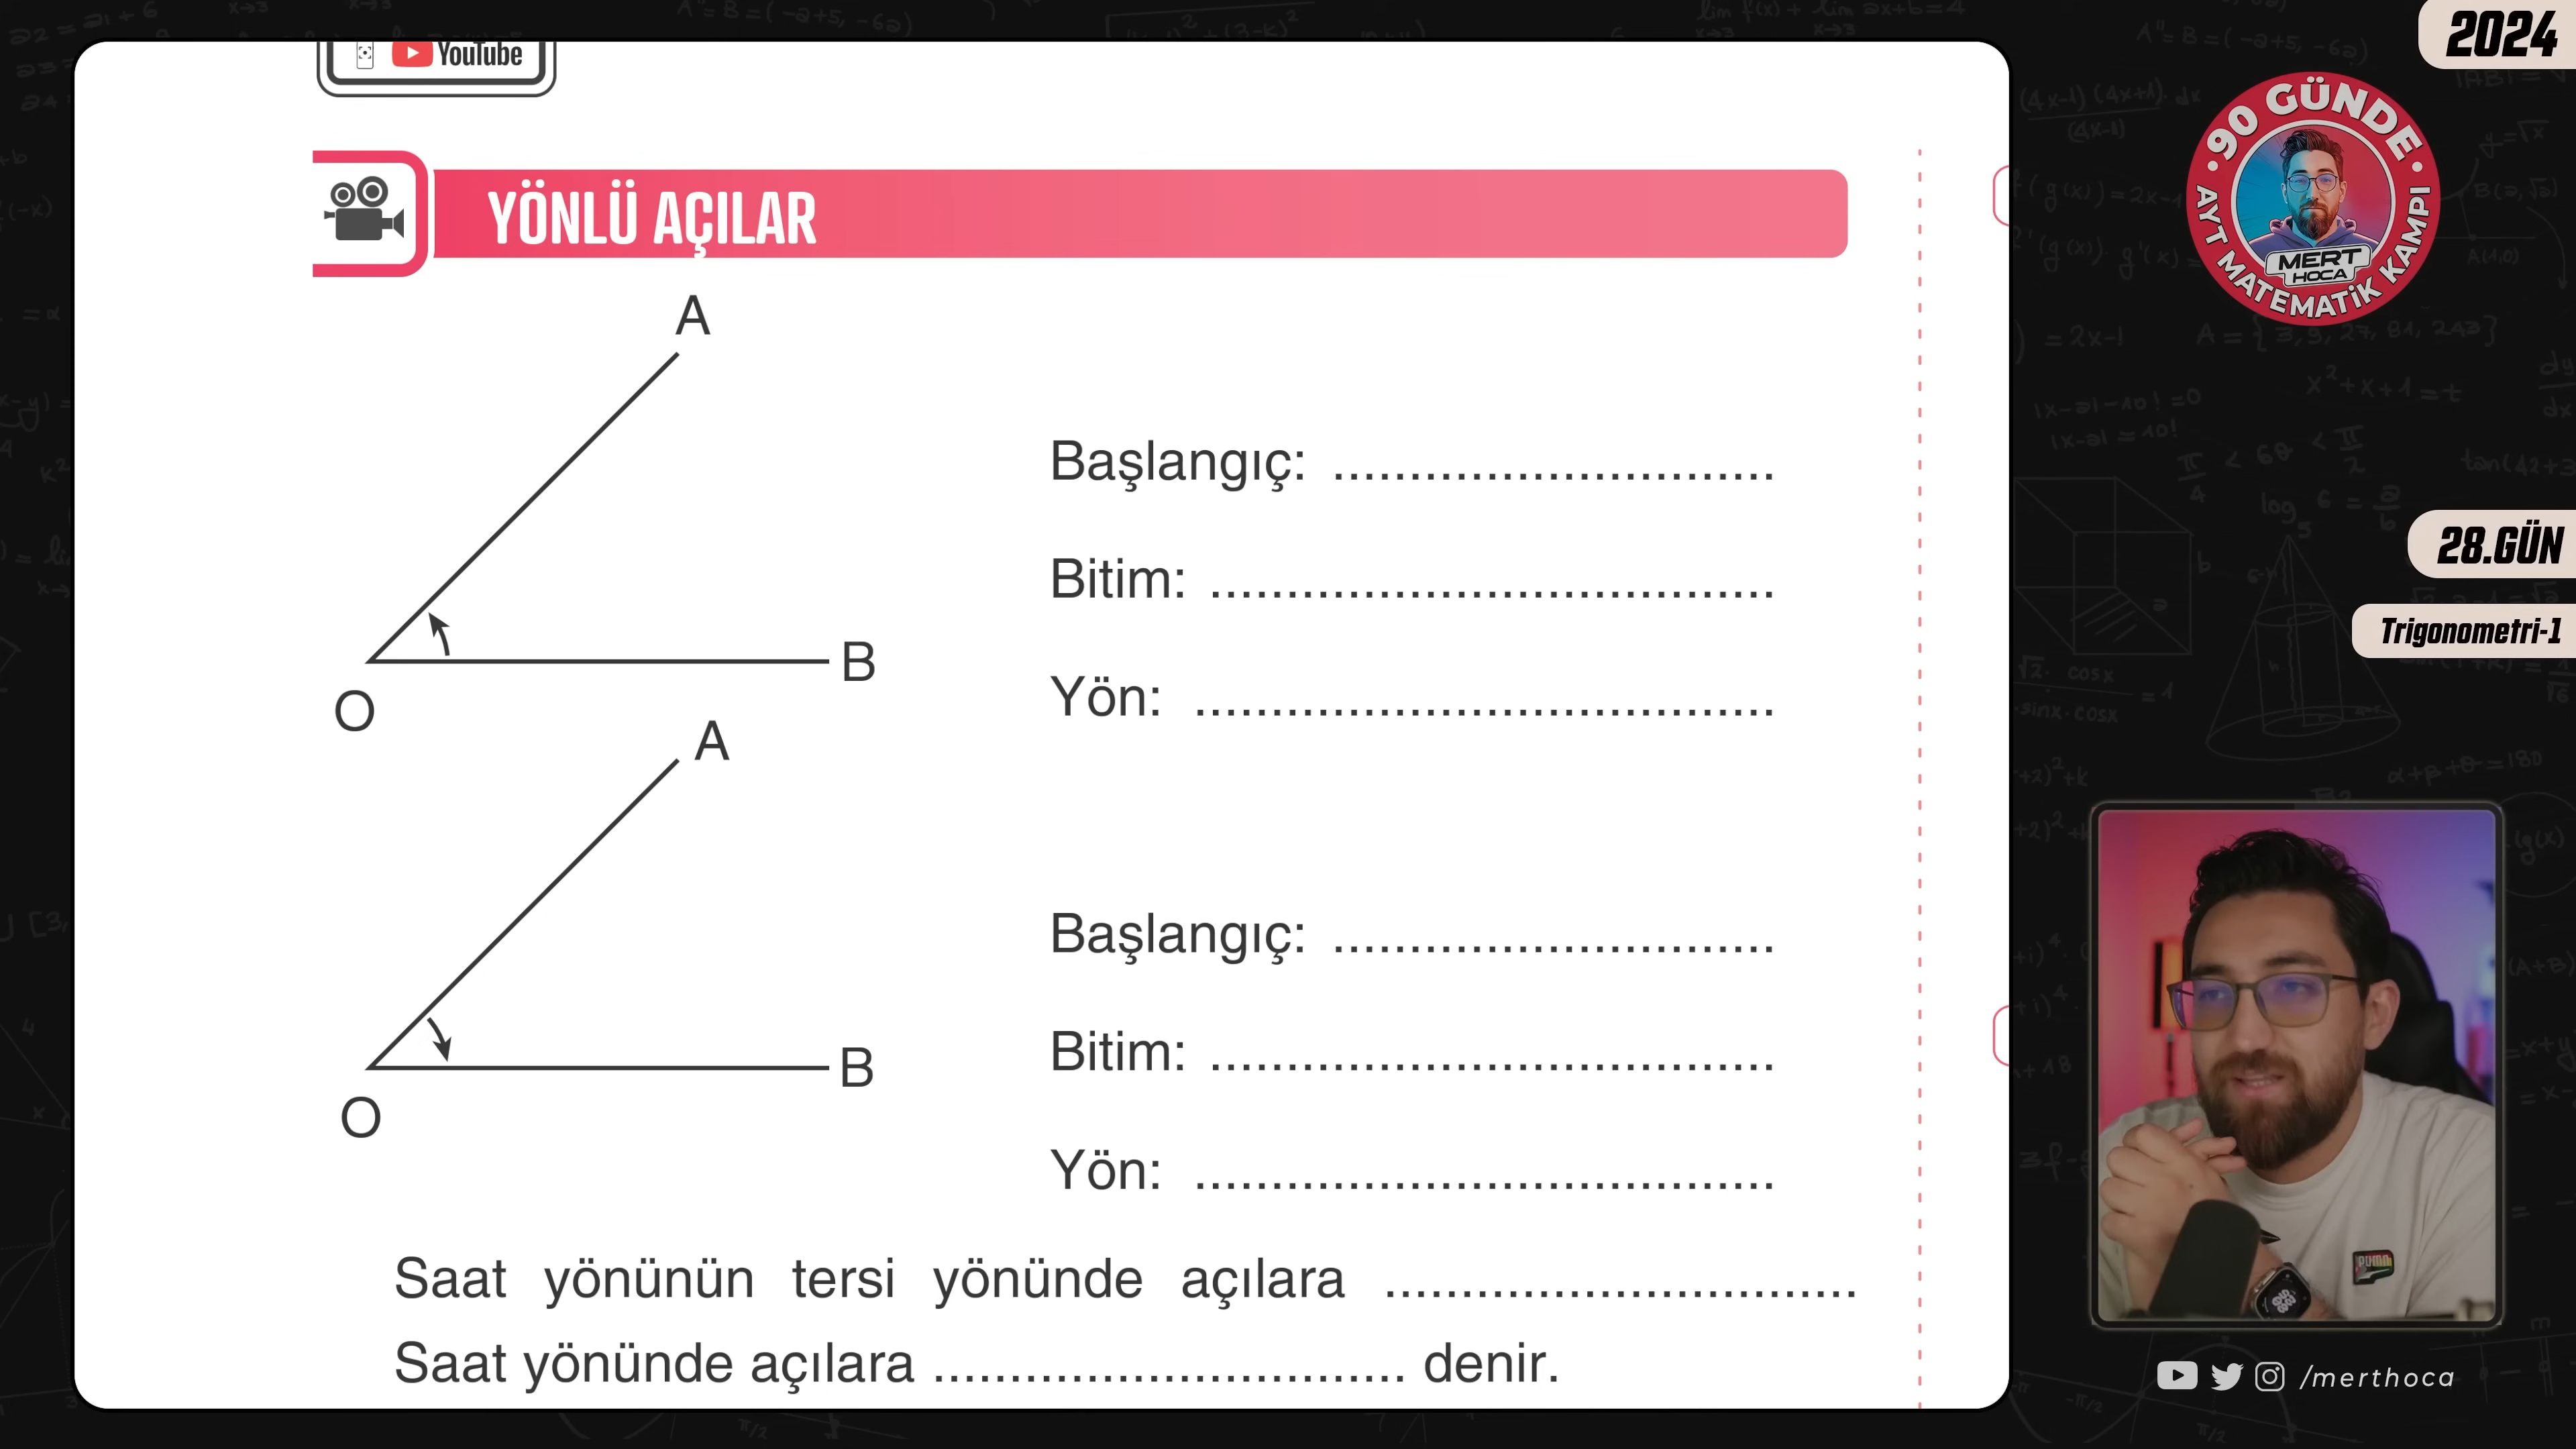 YouTube
YÖNLÜ AÇILAR
A
O
B
Başlangıç: .............................
Bitim: .....................................
Yön: ......................................
A
O
B
Başlangıç: .............................
Bitim: .....................................
Yön: ......................................
Saat yönünün tersi yönünde açılara ...............................
Saat yönünde açılara ............................... denir.
2024
90 GÜNDE
AYT MATEMATİK KAMPI
MERT
HOCA
28.GÜN
Trigonometri-1
/merthoca